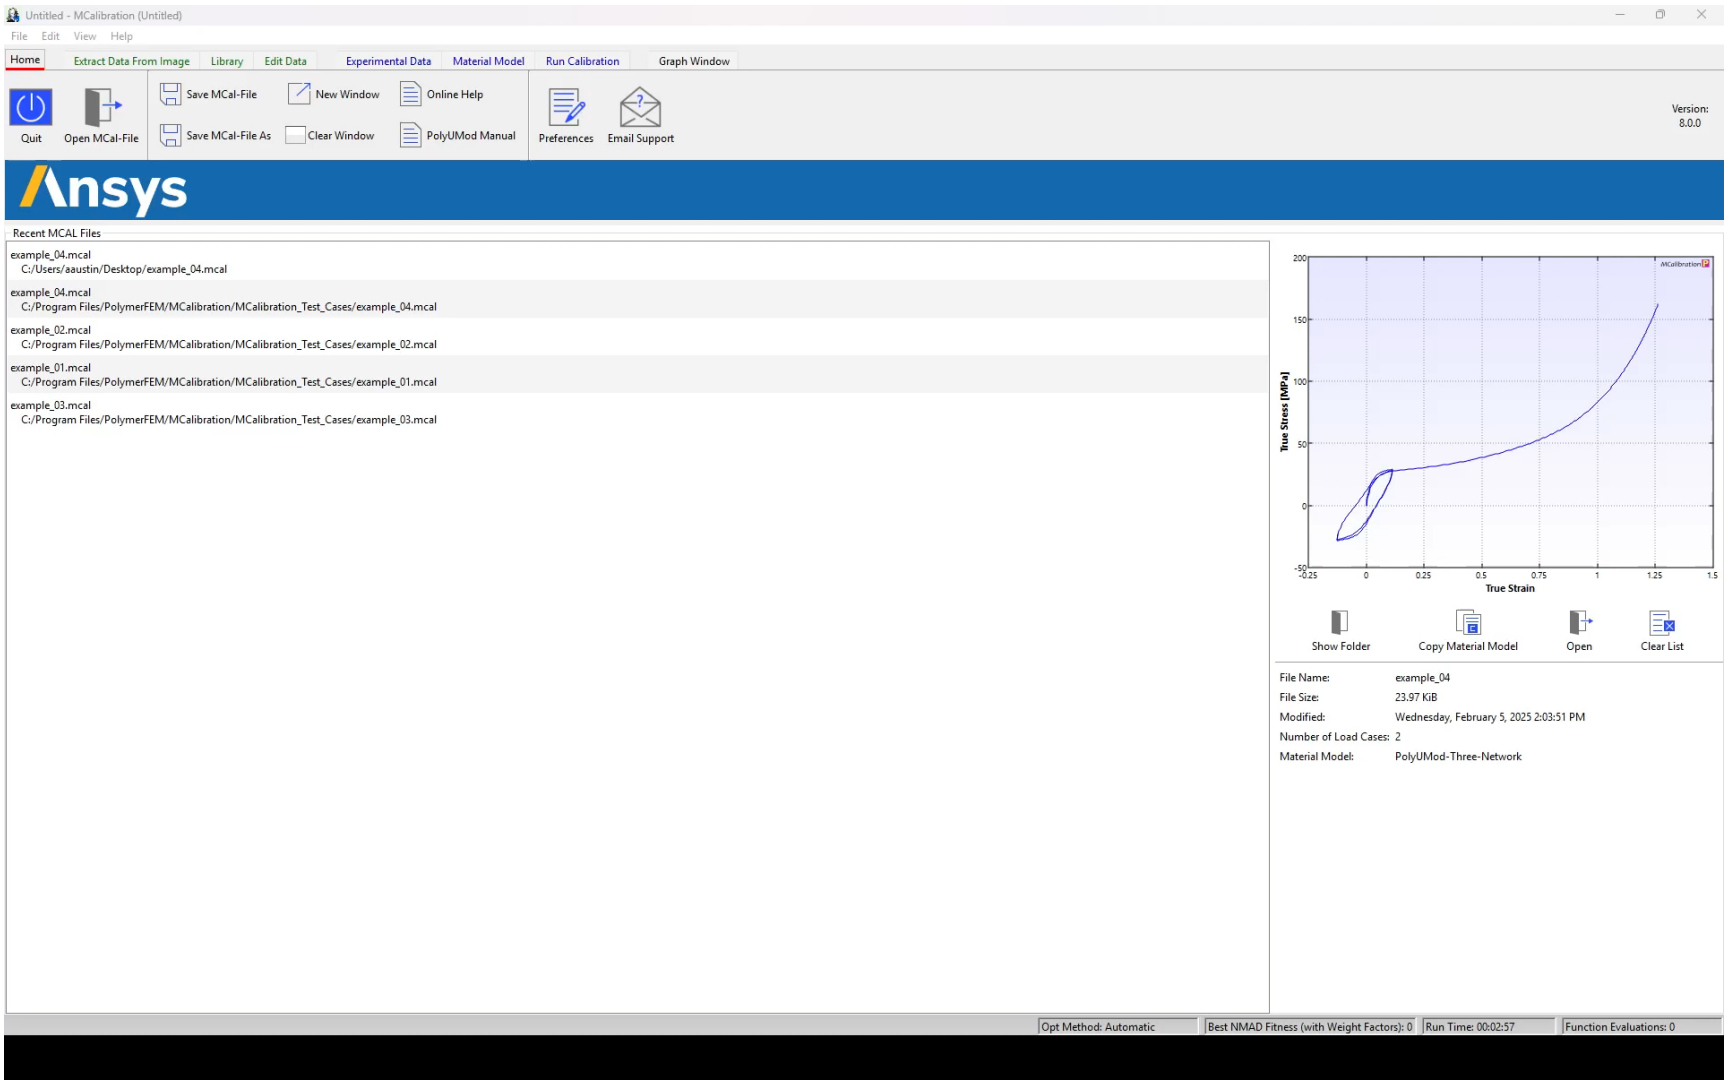 Untitled - MCalibration (Untitled)
File Edit View Help
Home Extract Data From Image Library Edit Data Experimental Data Material Model Run Calibration Graph Window
Quit
Open MCal-File
Save MCal-File
Save MCal-File As
New Window
Clear Window
Online Help
PolyUMod Manual
Preferences
Email Support
Version:
8.0.0
Ansys
Recent MCAL Files
example_04.mcal
C:/Users/aaustin/Desktop/example_04.mcal
example_04.mcal
C:/Program Files/PolymerFEM/MCalibration/MCalibration_Test_Cases/example_04.mcal
example_02.mcal
C:/Program Files/PolymerFEM/MCalibration/MCalibration_Test_Cases/example_02.mcal
example_01.mcal
C:/Program Files/PolymerFEM/MCalibration/MCalibration_Test_Cases/example_01.mcal
example_03.mcal
C:/Program Files/PolymerFEM/MCalibration/MCalibration_Test_Cases/example_03.mcal
MCalibration P
200
150
100
50
0
-50
True Stress [MPa]
-0.25 0 0.25 0.5 0.75 1 1.25 1.5
True Strain
Show Folder Copy Material Model Open Clear List
File Name: example_04
File Size: 23.97 KiB
Modified: Wednesday, February 5, 2025 2:03:51 PM
Number of Load Cases: 2
Material Model: PolyUMod-Three-Network
Opt Method: Automatic Best NMAD Fitness (with Weight Factors): 0 Run Time: 00:02:57 Function Evaluations: 0